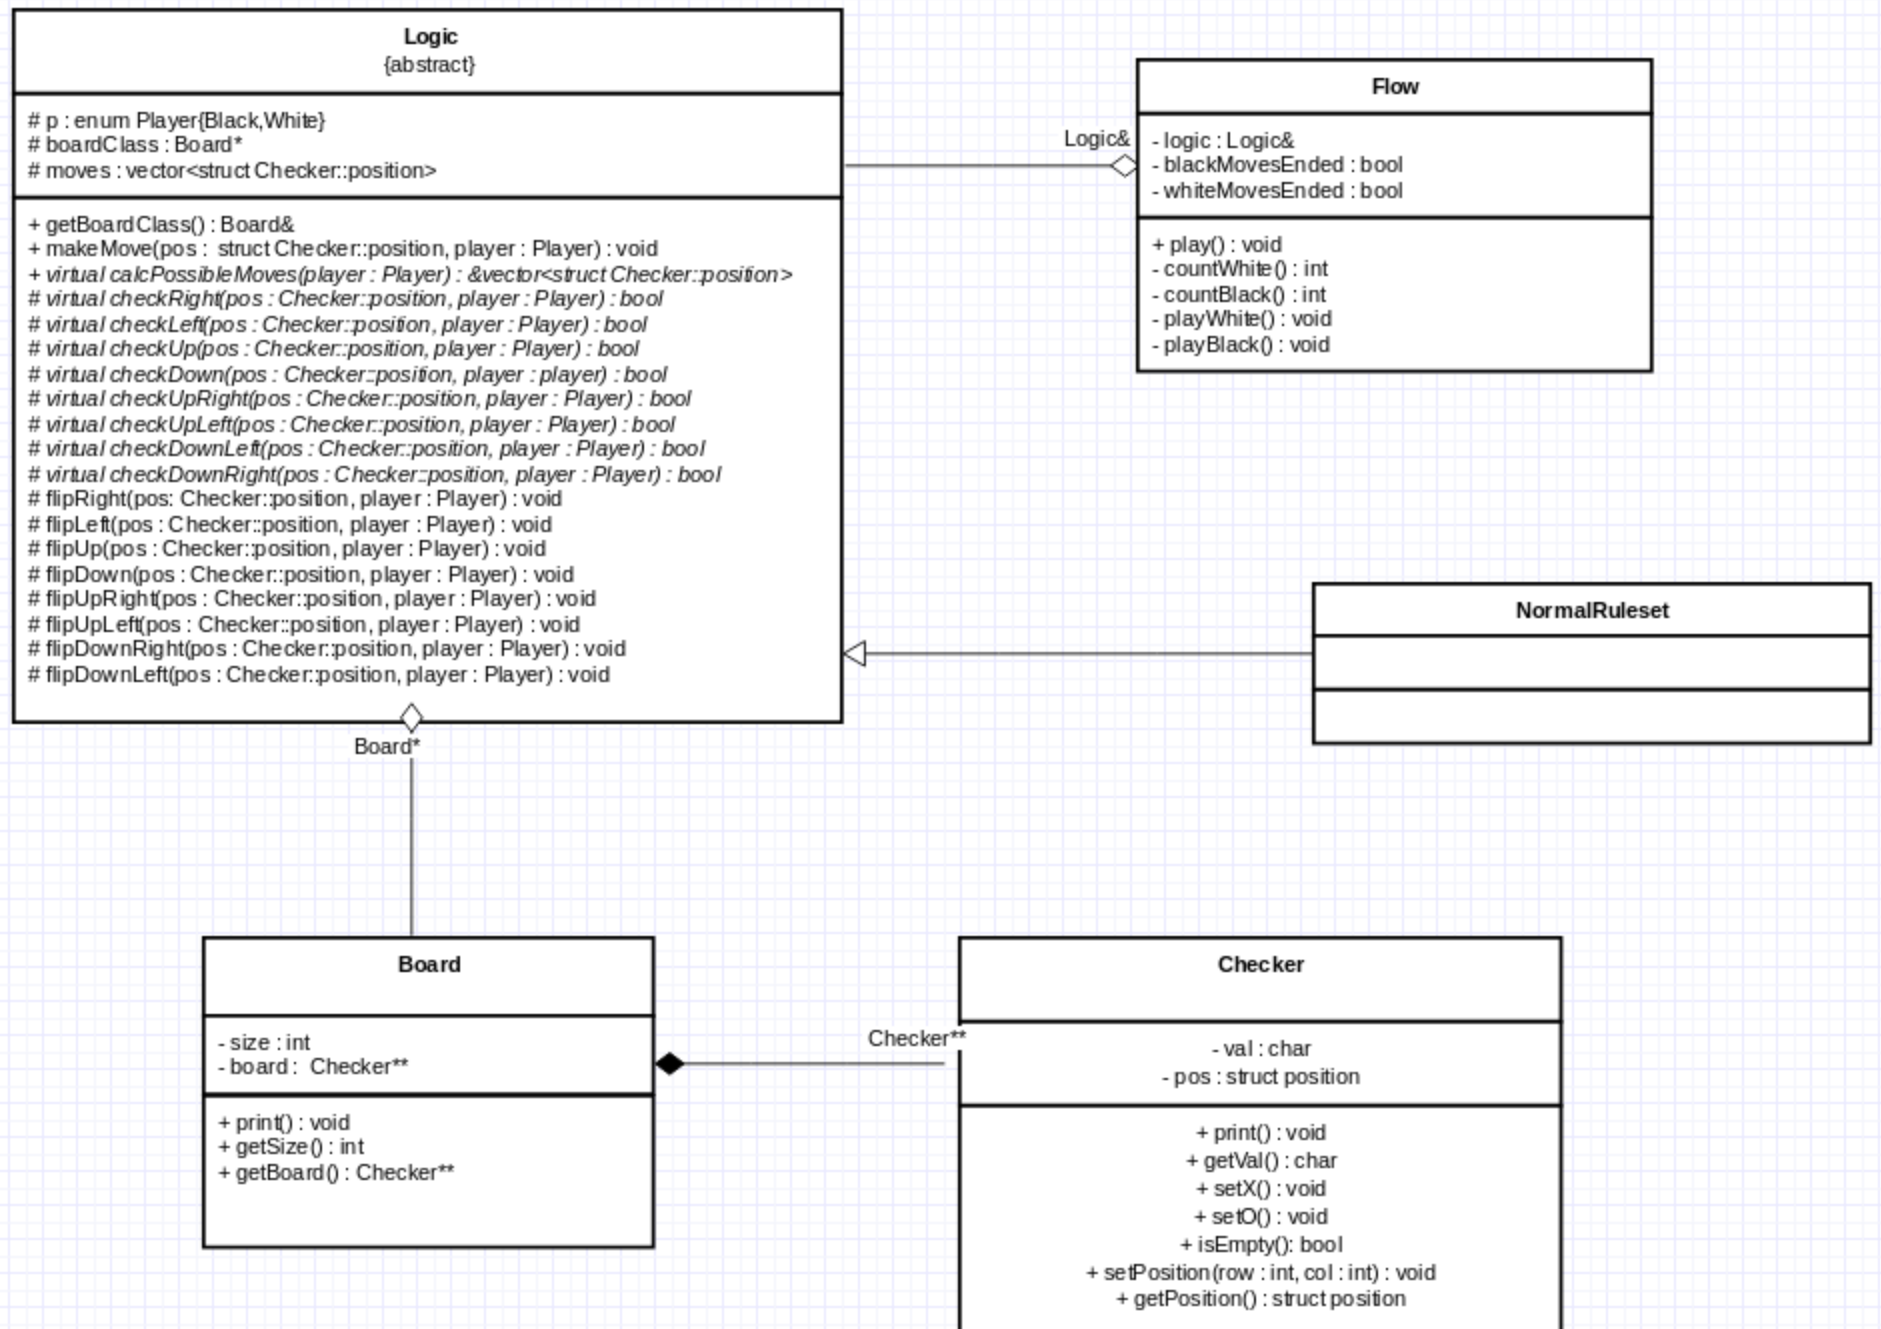 Logic
{abstract}
# p : enum Player{Black,White}
# boardClass : Board*
# moves : vector<struct Checker::position>
+ getBoardClass() : Board&
+ makeMove(pos :  struct Checker::position, player : Player) : void
+ virtual calcPossibleMoves(player : Player) : &vector<struct Checker::position>
# virtual checkRight(pos : Checker::position, player : Player) : bool
# virtual checkLeft(pos : Checker::position, player : Player) : bool
# virtual checkUp(pos : Checker::position, player : Player) : bool
# virtual checkDown(pos : Checker::position, player : player) : bool
# virtual checkUpRight(pos : Checker::position, player : Player) : bool
# virtual checkUpLeft(pos : Checker::position, player : Player) : bool
# virtual checkDownLeft(pos : Checker::position, player : Player) : bool
# virtual checkDownRight(pos : Checker::position, player : Player) : bool
# flipRight(pos: Checker::position, player : Player) : void
# flipLeft(pos : Checker::position, player : Player) : void
# flipUp(pos : Checker::position, player : Player) : void
# flipDown(pos : Checker::position, player : Player) : void
# flipUpRight(pos : Checker::position, player : Player) : void
# flipUpLeft(pos : Checker::position, player : Player) : void
# flipDownRight(pos : Checker::position, player : Player) : void
# flipDownLeft(pos : Checker::position, player : Player) : void
Logic&
Flow
- logic : Logic&
- blackMovesEnded : bool
- whiteMovesEnded : bool
+ play() : void
- countWhite() : int
- countBlack() : int
- playWhite() : void
- playBlack() : void
NormalRuleset
Board*
Board
- size : int
- board :  Checker**
+ print() : void
+ getSize() : int
+ getBoard() : Checker**
Checker**
Checker
- val : char
- pos : struct position
+ print() : void
+ getVal() : char
+ setX() : void
+ setO() : void
+ isEmpty(): bool
+ setPosition(row : int, col : int) : void
+ getPosition() : struct position